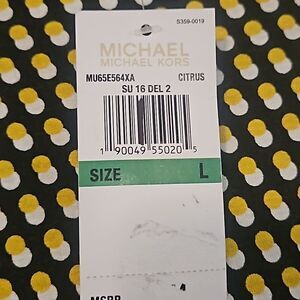 S359-0019
MICHAEL
MICHAEL KORS
MU65E564XA CITRUS
SU 16 DEL 2
1 90049 55020 5
SIZE L
MSRP